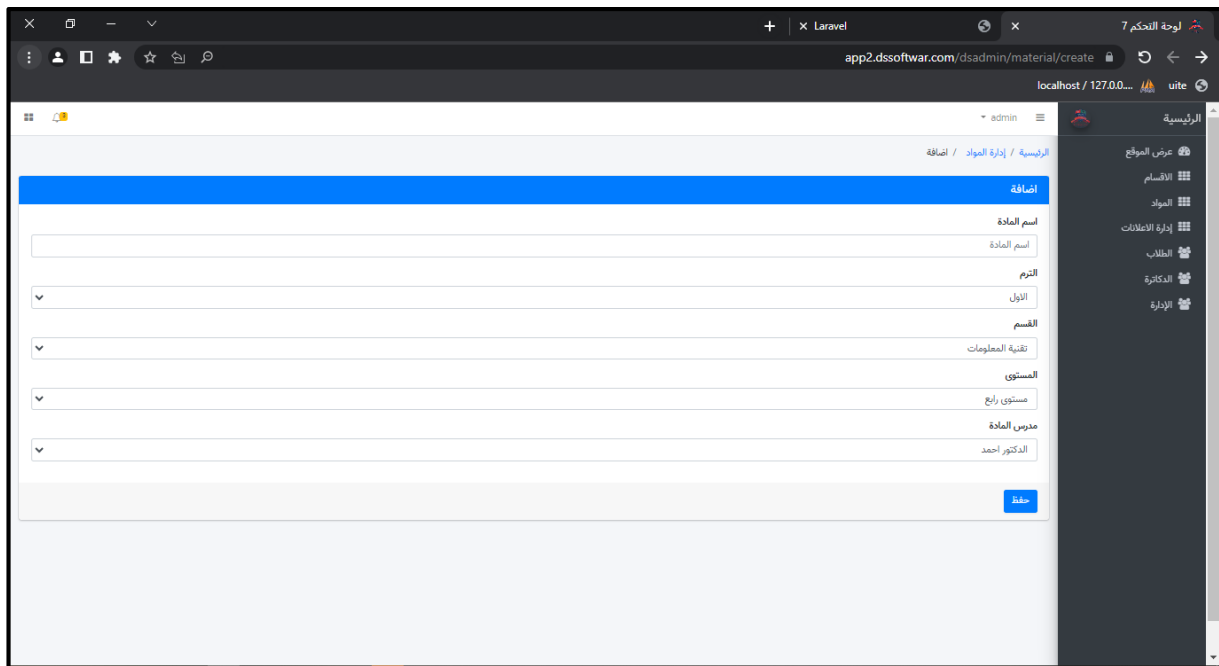 لوحة التحكم 7
Laravel
app2.dssoftwar.com/dsadmin/material/create
uite
localhost / 127.0.0....
الرئيسية
admin
عرض الموقع
الاقسام
المواد
إدارة الاعلانات
الطلاب
الدكاترة
الإدارة
الرئيسية / إدارة المواد / اضافة
اضافة
اسم المادة
اسم المادة
الترم
الاول
القسم
تقنية المعلومات
المستوى
مستوى رابع
مدرس المادة
الدكتور احمد
حفظ